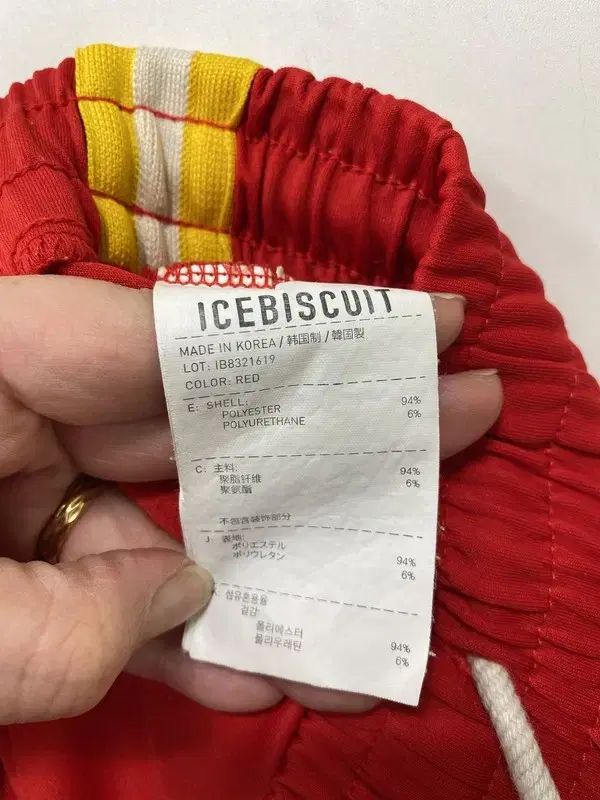 ICEBISCUIT
MADE IN KOREA / 韩国制 / 韓国製
LOT: IB8321619
COLOR: RED
E: SHELL:
POLYESTER 94%
POLYURETHANE 6%
C: 主料:
聚脂纤维 94%
聚氨酯 6%
不包含装饰部分
J: 表地:
ポリエステル 94%
ポリウレタン 6%
K: 섬유혼용율
겉감:
폴리에스터 94%
폴리우레탄 6%